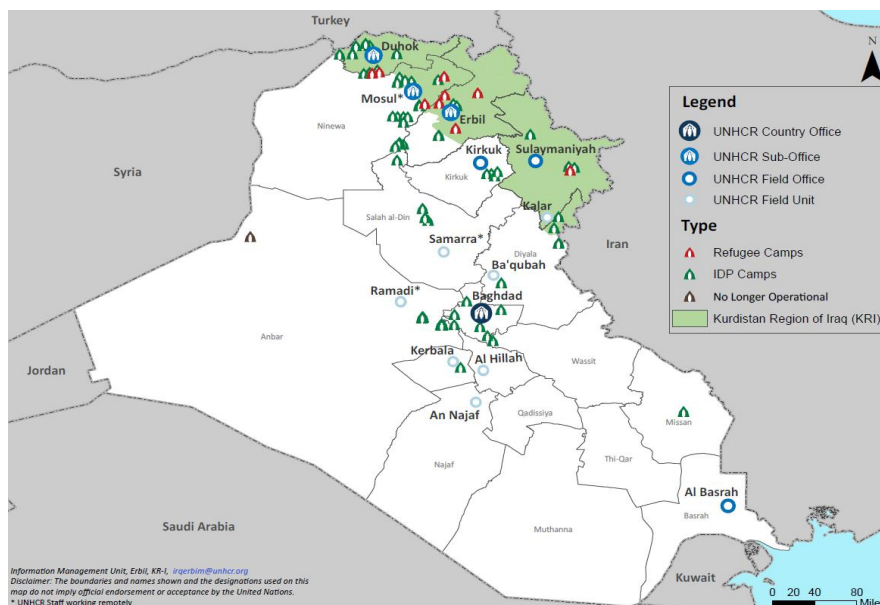 Turkey
N
Duhok
Mosul*
Erbil
Ninewa
Syria
Kirkuk
Sulaymaniyah
Kirkuk
Kalar
Salah al-Din
Samarra*
Iran
Diyala
Ba'qubah
Ramadi*
Baghdad
Anbar
Jordan
Kerbala
Al Hillah
Wassit
An Najaf
Qadissiya
Missan
Najaf
Thi-Qar
Al Basrah
Basrah
Muthanna
Saudi Arabia
Kuwait
Legend
UNHCR Country Office
UNHCR Sub-Office
UNHCR Field Office
UNHCR Field Unit
Type
Refugee Camps
IDP Camps
No Longer Operational
Kurdistan Region of Iraq (KRI)
Information Management Unit, Erbil, KR-I, irqerbim@unhcr.org
Disclaimer: The boundaries and names shown and the designations used on this
map do not imply official endorsement or acceptance by the United Nations.
* UNHCR Staff working remotely
0 20 40 80
Mile